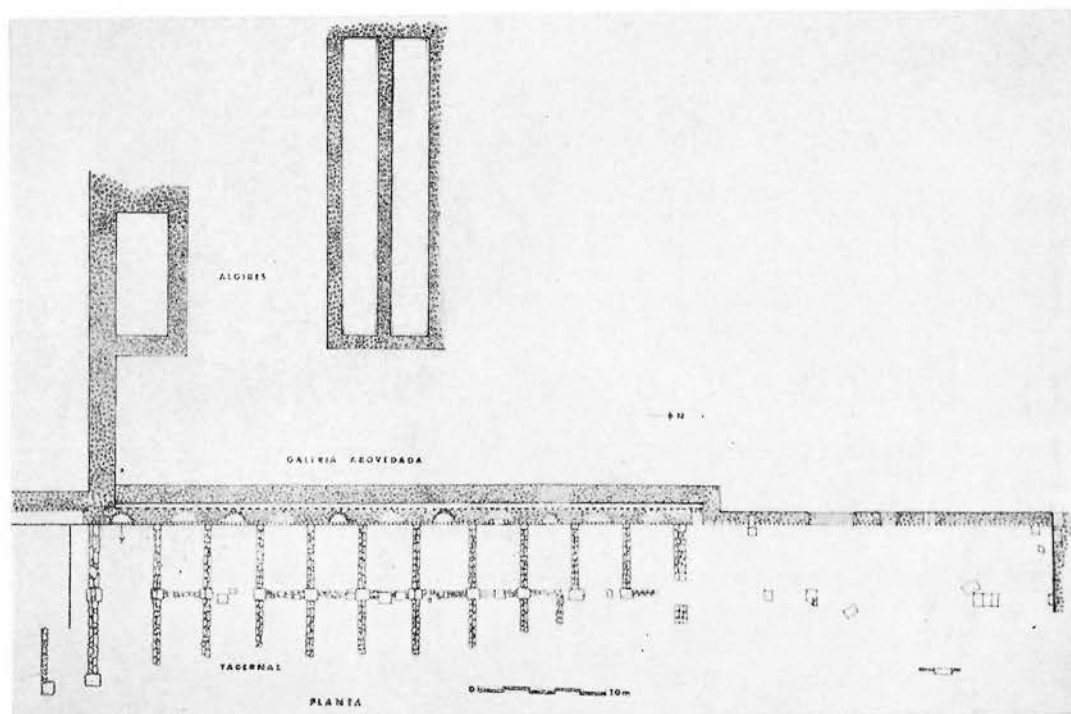 ALGIBES
N
GALERIA ABOVEDADA
TABERNAS
0 10 m
PLANTA